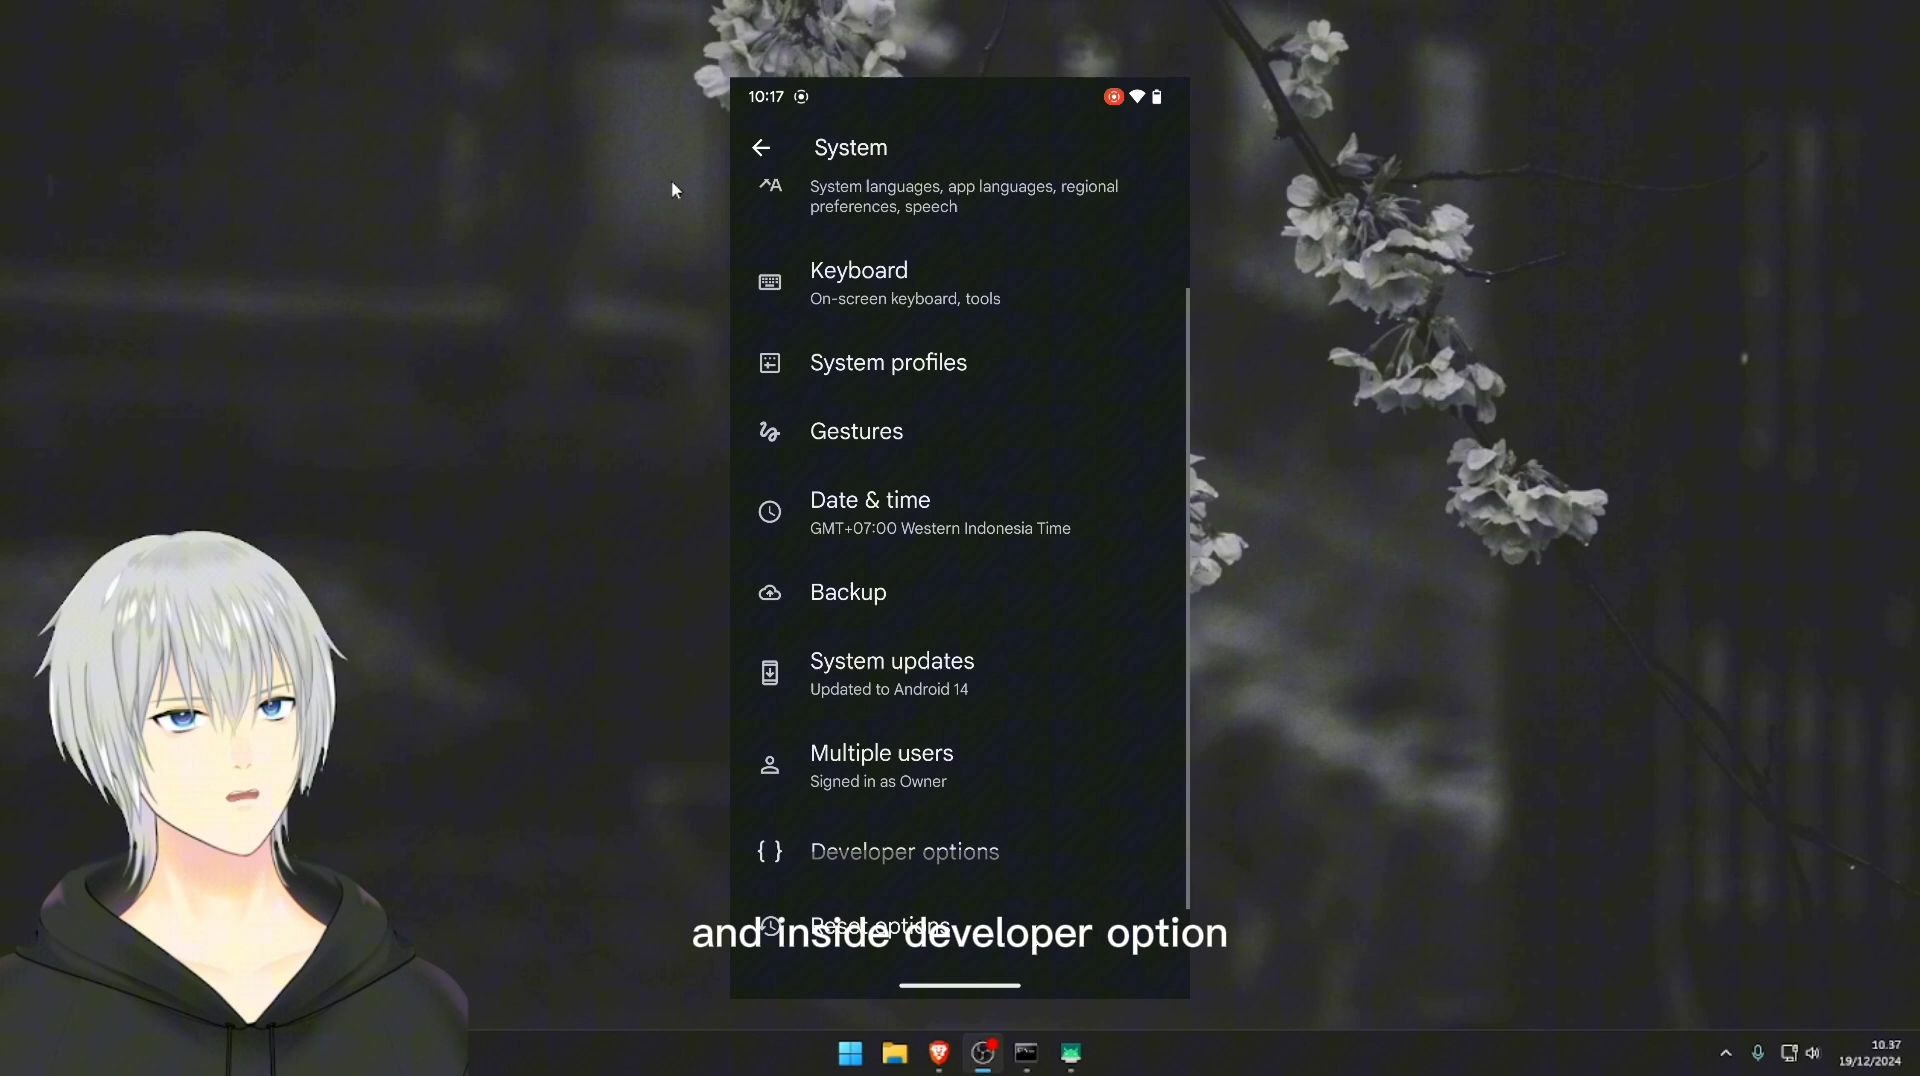 10:17
System
System languages, app languages, regional
preferences, speech
Keyboard
On-screen keyboard, tools
System profiles
Gestures
Date & time
GMT+07:00 Western Indonesia Time
Backup
System updates
Updated to Android 14
Multiple users
Signed in as Owner
Developer options
Reset options
and inside developer option
10.37
19/12/2024